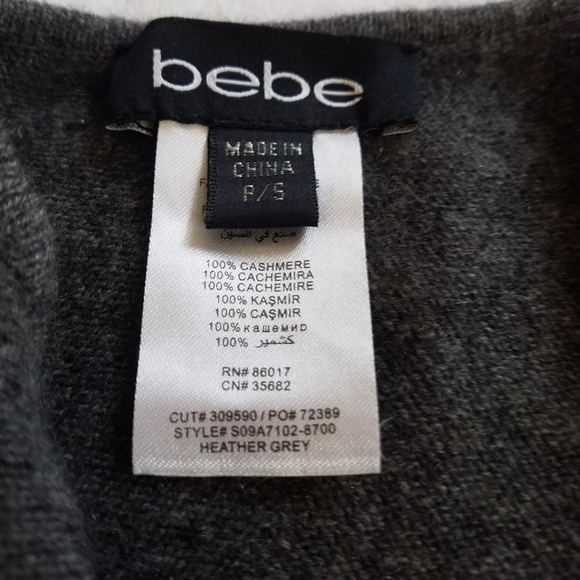 bebe
MADE IN
CHINA
P/S
صنع في الصين
100% CASHMERE
100% CACHEMIRA
100% CACHEMIRE
100% KAŞMİR
100% CAŞMIR
100% кашемир
100% كشمير
RN# 86017
CN# 35682
CUT# 309590 / PO# 72389
STYLE# S09A7102-8700
HEATHER GREY